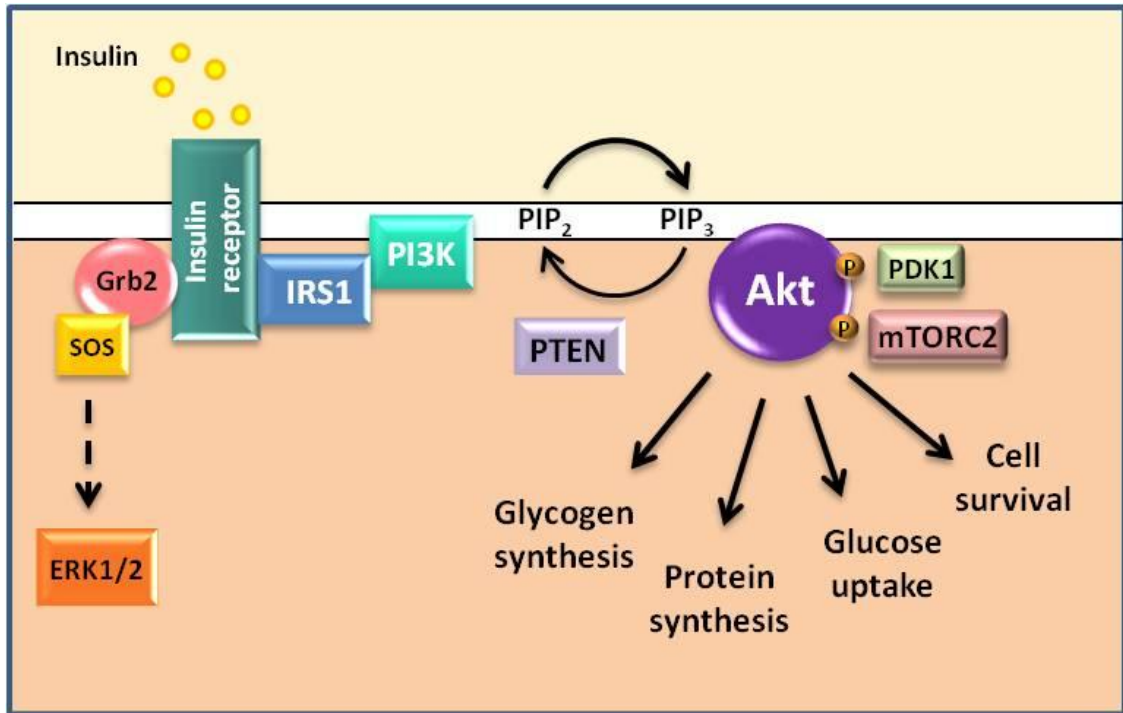 Insulin
Insulin
receptor
Grb2
SOS
IRS1
PI3K
PIP2
PIP3
PTEN
Akt
P
P
PDK1
mTORC2
ERK1/2
Glycogen
synthesis
Protein
synthesis
Glucose
uptake
Cell
survival